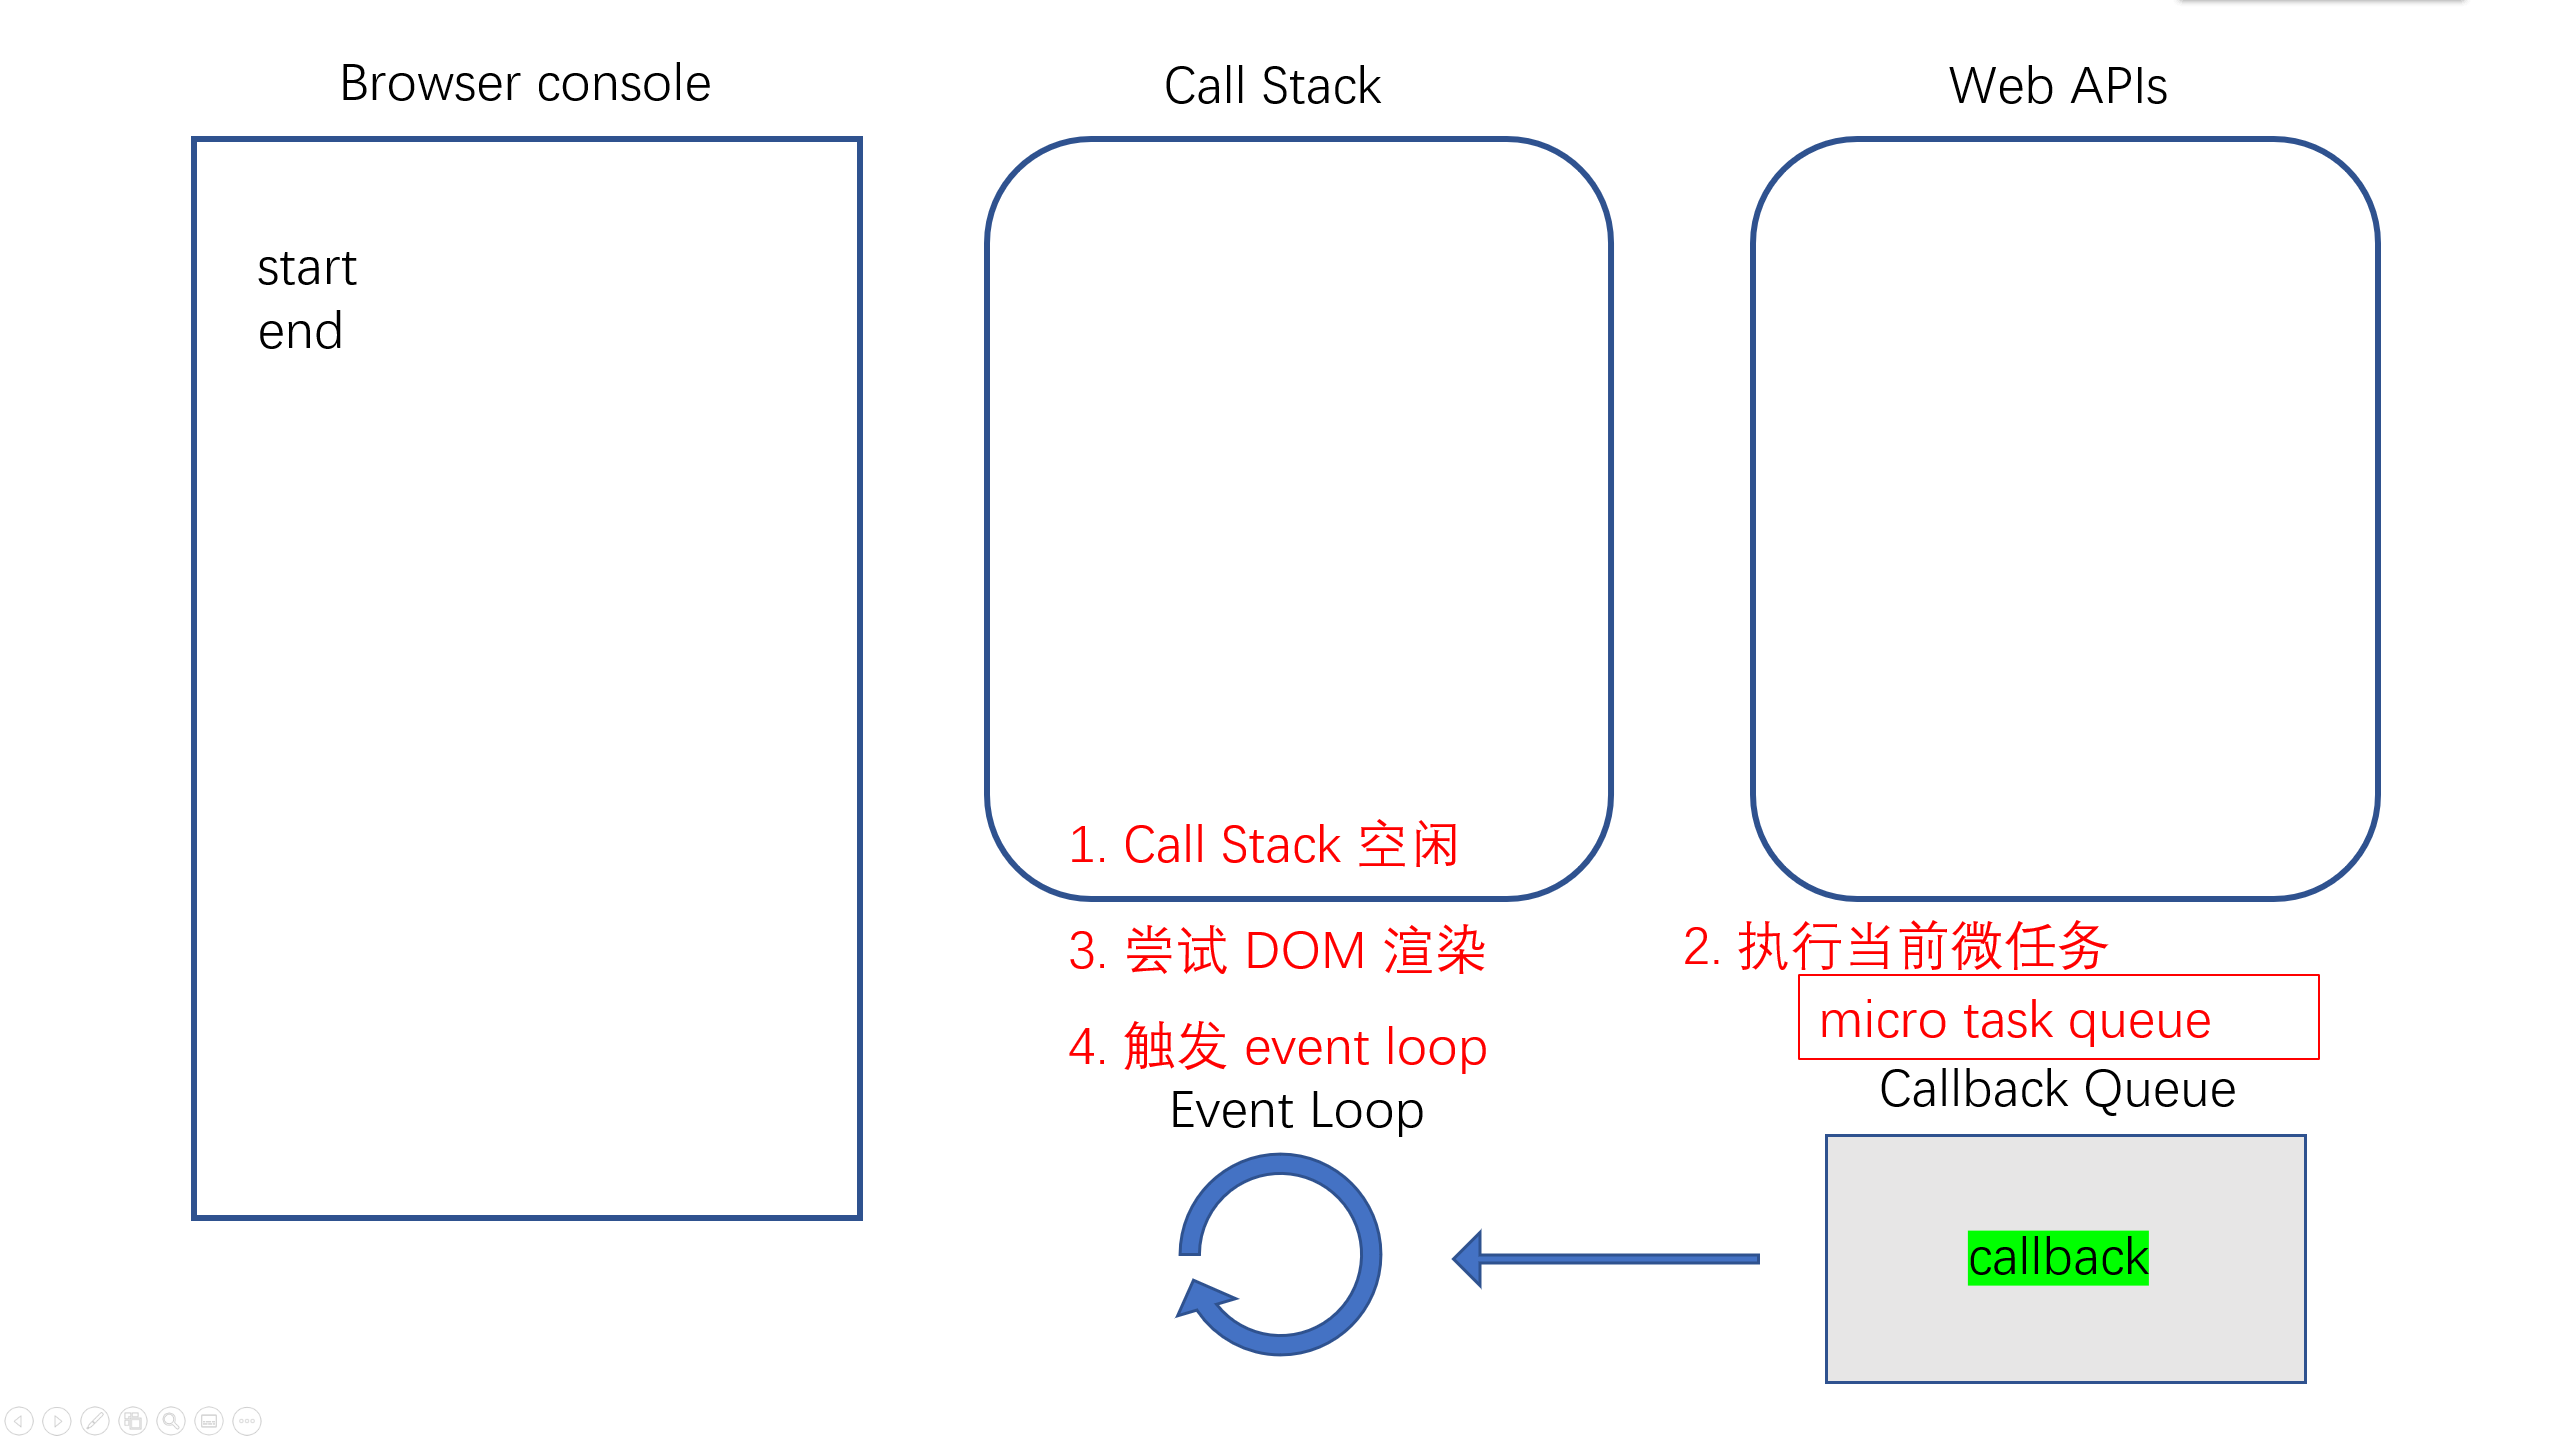 Browser console
start
end
Call Stack
1. Call Stack 空闲
3. 尝试 DOM 渲染
4. 触发 event loop
Event Loop
Web APIs
2. 执行当前微任务
micro task queue
Callback Queue
callback